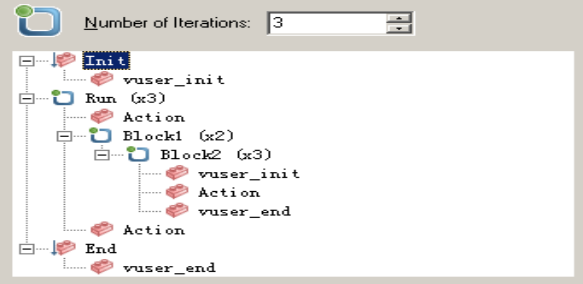 Number of Iterations: 3
Init
vuser_init
Run (x3)
Action
Block1 (x2)
Block2 (x3)
vuser_init
Action
vuser_end
Action
End
vuser_end